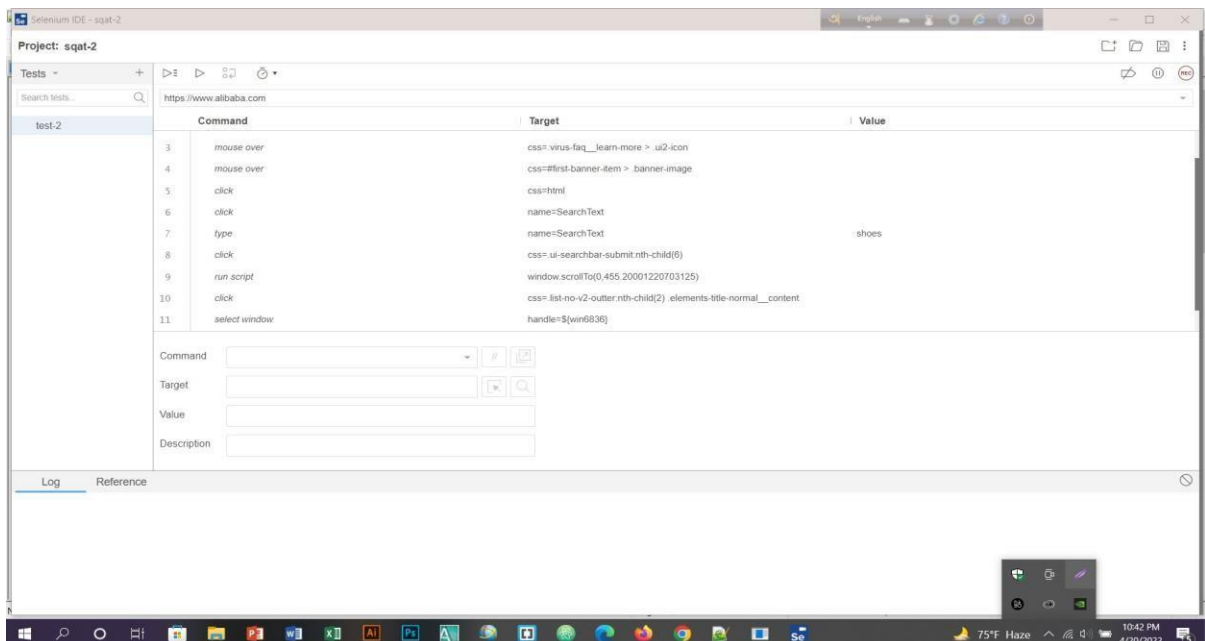 Selenium IDE - sqat-2
English
Project: sqat-2
Tests
Search tests...
https://www.alibaba.com
test-2
Command Target Value
3 mouse over css=.virus-faq__learn-more > .ui2-icon
4 mouse over css=#first-banner-item > .banner-image
5 click css=html
6 click name=SearchText
7 type name=SearchText shoes
8 click css=.ui-searchbar-submit:nth-child(6)
9 run script window.scrollTo(0,455.20001220703125)
10 click css=.list-no-v2-outter:nth-child(2) .elements-title-normal__content
11 select window handle=${win6836}
Command //
Target
Value
Description
Log Reference
REC
75°F Haze
10:42 PM